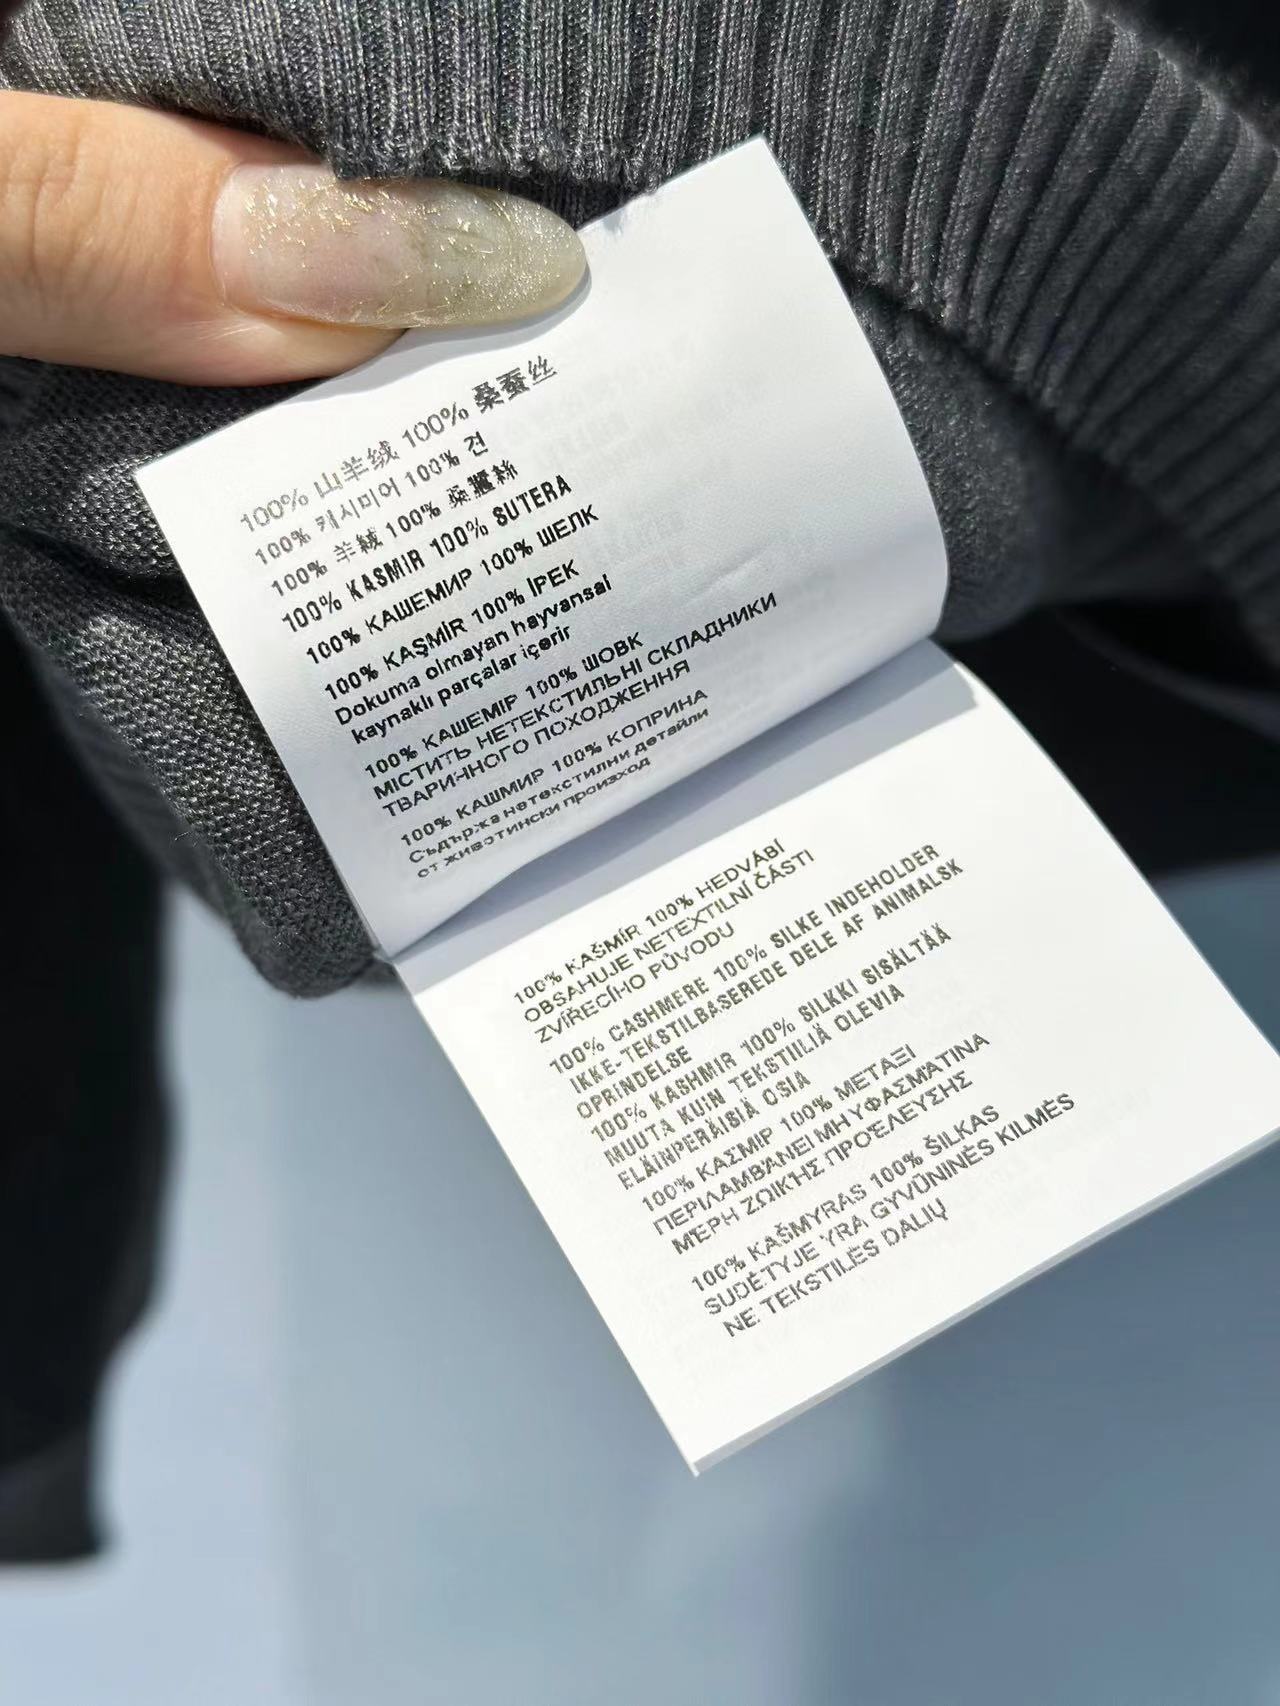 100% 山羊绒 100% 桑蚕丝
100% 캐시미어 100% 견
100% 羊絨 100% 桑蠶絲
100% KASMIR 100% SUTERA
100% КАШЕМИР 100% ШЕЛК
100% KAŞMİR 100% İPEK
Dokuma olmayan hayvansal
kaynaklı parçalar içerir
100% КАШЕМІР 100% ШОВК
МІСТИТЬ НЕТЕКСТИЛЬНІ СКЛАДНИКИ
ТВАРИННОГО ПОХОДЖЕННЯ
100% КАШМИР 100% КОПРИНА
Съдържа нетекстилни детайли
от животински произход
100% KAŠMÍR 100% HEDVÁBÍ
OBSAHUJE NETEXTILNÍ ČÁSTI
ZVÍŘECÍHO PŮVODU
100% CASHMERE 100% SILKE INDEHOLDER
IKKE-TEKSTILBASEREDE DELE AF ANIMALSK
OPRINDELSE
100% KASHMIR 100% SILKKI SISÄLTÄÄ
MUUTA KUIN TEKSTIILIÄ OLEVIA
ELÄINPERÄISIÄ OSIA
100% ΚΑΣΜΙΡ 100% ΜΕΤΑΞΙ
ΠΕΡΙΛΑΜΒΆΝΕΙ ΜΗ ΥΦΑΣΜΆΤΙΝΑ
ΜΈΡΗ ΖΩΙΚΉΣ ΠΡΟΈΛΕΥΣΗΣ
100% KAŠMYRAS 100% ŠILKAS
SUDĖTYJE YRA GYVŪNINĖS KILMĖS
NE TEKSTILĖS DALIŲ